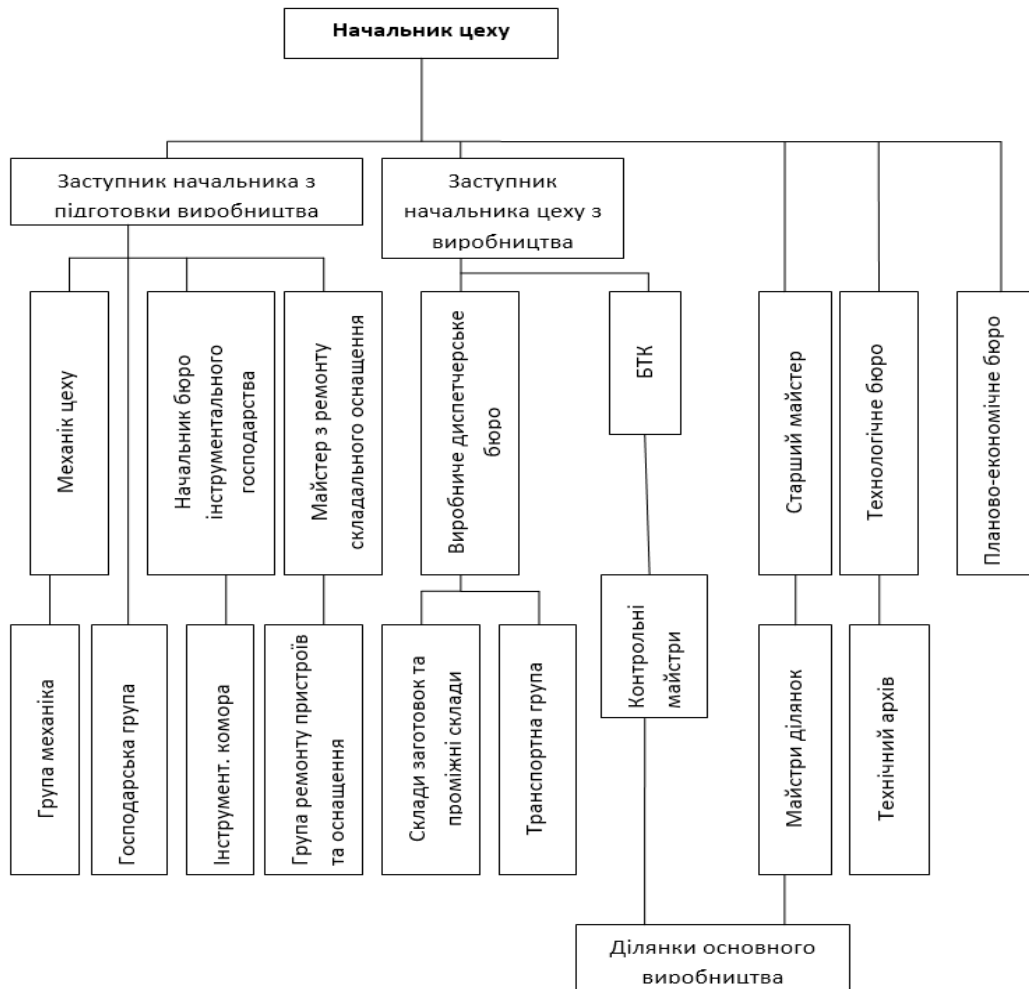 Начальник цеху
Заступник начальника з
підготовки виробництва
Заступник
начальника цеху з
виробництва
Механік цеху
Начальник бюро
інструментального
господарства
Майстер з ремонту
складального оснащення
Виробниче диспетчерське
бюро
БТК
Старший майстер
Технологічне бюро
Планово-економічне бюро
Група механіка
Господарська група
Інструмент. комора
Група ремонту пристроїв
та оснащення
Склади заготовок та
проміжні склади
Транспортна група
Контрольні
майстри
Майстри ділянок
Технічний архів
Ділянки основного
виробництва